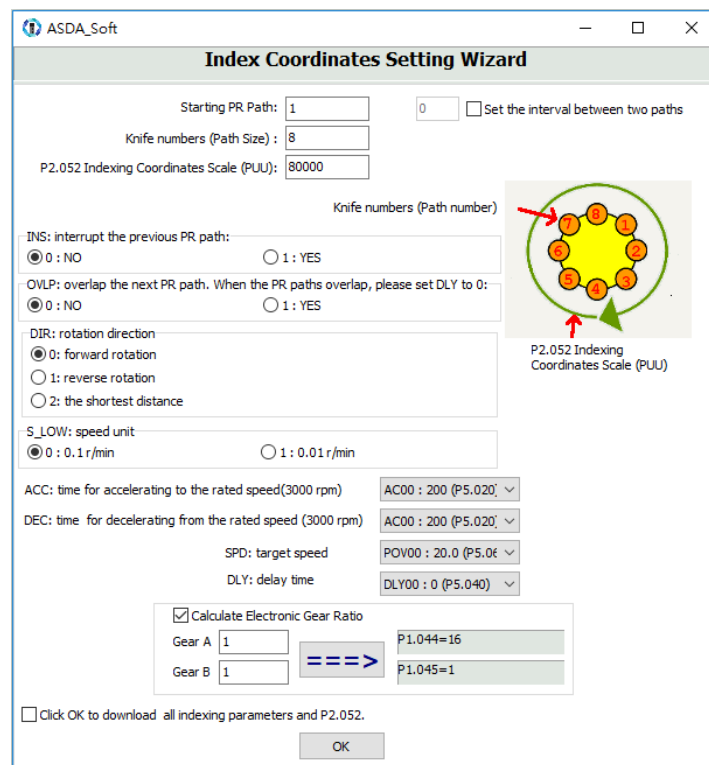 ASDA_Soft
Index Coordinates Setting Wizard
Starting PR Path: 1 0 Set the interval between two paths
Knife numbers (Path Size) : 8
P2.052 Indexing Coordinates Scale (PUU): 80000
Knife numbers (Path number)
8
7 1
6 2
5 3
4
INS: interrupt the previous PR path:
0 : NO 1 : YES
OVLP: overlap the next PR path. When the PR paths overlap, please set DLY to 0:
0 : NO 1 : YES
P2.052 Indexing
Coordinates Scale (PUU)
DIR: rotation direction
0: forward rotation
1: reverse rotation
2: the shortest distance
S_LOW: speed unit
0 : 0.1 r/min 1 : 0.01 r/min
ACC: time for accelerating to the rated speed(3000 rpm) AC00 : 200 (P5.020)
DEC: time for decelerating from the rated speed (3000 rpm) AC00 : 200 (P5.020)
SPD: target speed POV00 : 20.0 (P5.06
DLY: delay time DLY00 : 0 (P5.040)
Calculate Electronic Gear Ratio
Gear A 1 ===> P1.044=16
Gear B 1 P1.045=1
Click OK to download all indexing parameters and P2.052.
OK